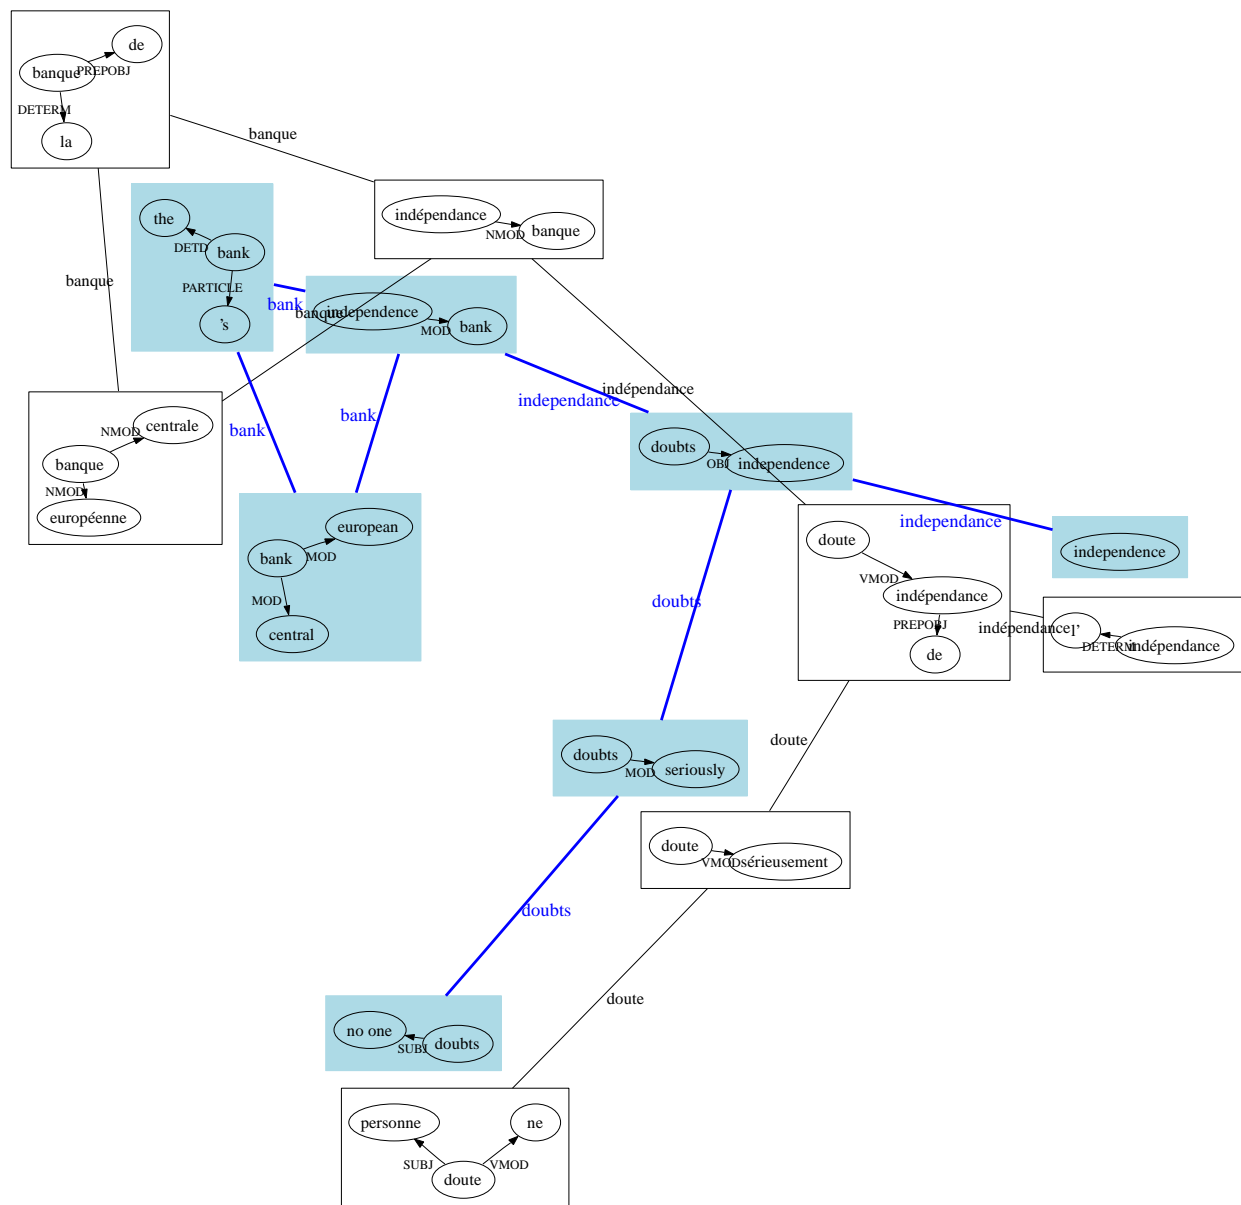 de
banque
PREPOBJ
DETERM
la
banque
indépendance
NMOD
banque
the
DETD
bank
PARTICLE
's
banque
bank
banque
independence
MOD
bank
indépendance
independance
bank
bank
centrale
NMOD
banque
NMOD
européenne
doubts
OBJ
independence
european
bank
MOD
MOD
central
independance
independence
doute
VMOD
indépendance
PREPOBJ
de
indépendance
l'
DETERM
indépendance
doubts
doubts
MOD
seriously
doute
doute
VMOD
sérieusement
doubts
doute
no one
SUBJ
doubts
personne
ne
SUBJ
VMOD
doute